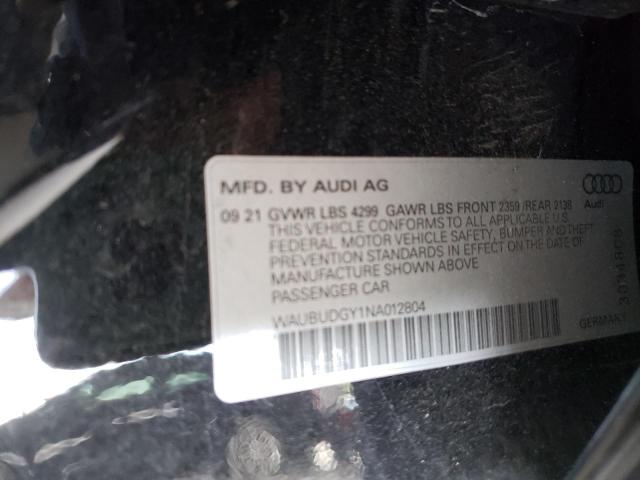 MFD. BY AUDI AG
09 21 GVWR LBS 4299 GAWR LBS FRONT 2359 /REAR 2138
THIS VEHICLE CONFORMS TO ALL APPLICABLE U.S.
FEDERAL MOTOR VEHICLE SAFETY, BUMPER AND THEFT
PREVENTION STANDARDS IN EFFECT ON THE DATE OF
MANUFACTURE SHOWN ABOVE
PASSENGER CAR
WAUBUDGY1NA012804
Audi
GERMANY